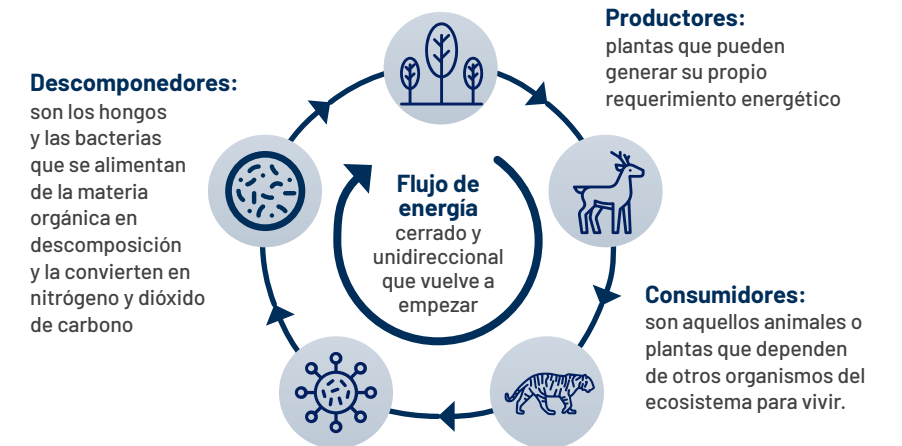 Productores:
plantas que pueden
generar su propio
requerimiento energético
Descomponedores:
son los hongos
y las bacterias
que se alimentan
de la materia
orgánica en
descomposición
y la convierten en
nitrógeno y dióxido
de carbono
Flujo de
energía
cerrado y
unidireccional
que vuelve a
empezar
Consumidores:
son aquellos animales o
plantas que dependen
de otros organismos del
ecosistema para vivir.